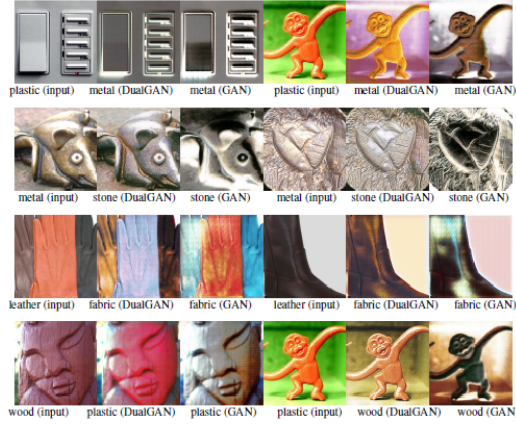 plastic (input) metal (DualGAN) metal (GAN) plastic (input) metal (DualGAN) metal (GAN)
metal (input) stone (DualGAN) stone (GAN) metal (input) stone (DualGAN) stone (GAN)
leather (input) fabric (DualGAN) fabric (GAN) leather (input) fabric (DualGAN) fabric (GAN)
wood (input) plastic (DualGAN) plastic (GAN) plastic (input) wood (DualGAN) wood (GAN)